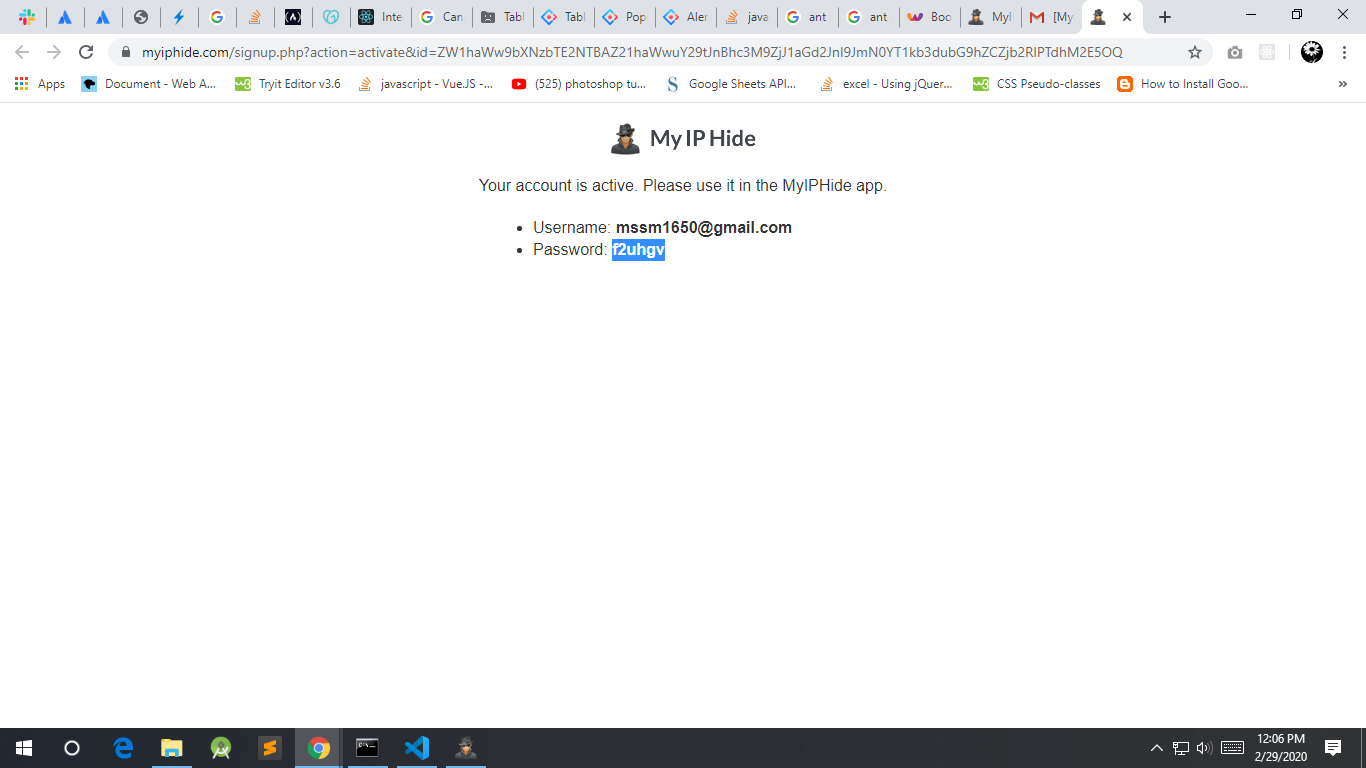 Inte
Can
Tabl
Tabl
Pop
Aler
java
ant
ant
Boo
MyI
[My
myiphide.com/signup.php?action=activate&id=ZW1haWw9bXNzbTE2NTBAZ21haWwuY29tJnBhc3M9ZjJ1aGd2JnI9JmN0YT1kb3dubG9hZCZjb2RlPTdhM2E5OQ
Apps
Document - Web A...
Tryit Editor v3.6
javascript - Vue.JS -...
(525) photoshop tu...
Google Sheets API...
excel - Using jQuer...
CSS Pseudo-classes
How to Install Goo...
»
My IP Hide
Your account is active. Please use it in the MyIPHide app.
• Username: mssm1650@gmail.com
• Password: f2uhgv
12:06 PM
2/29/2020